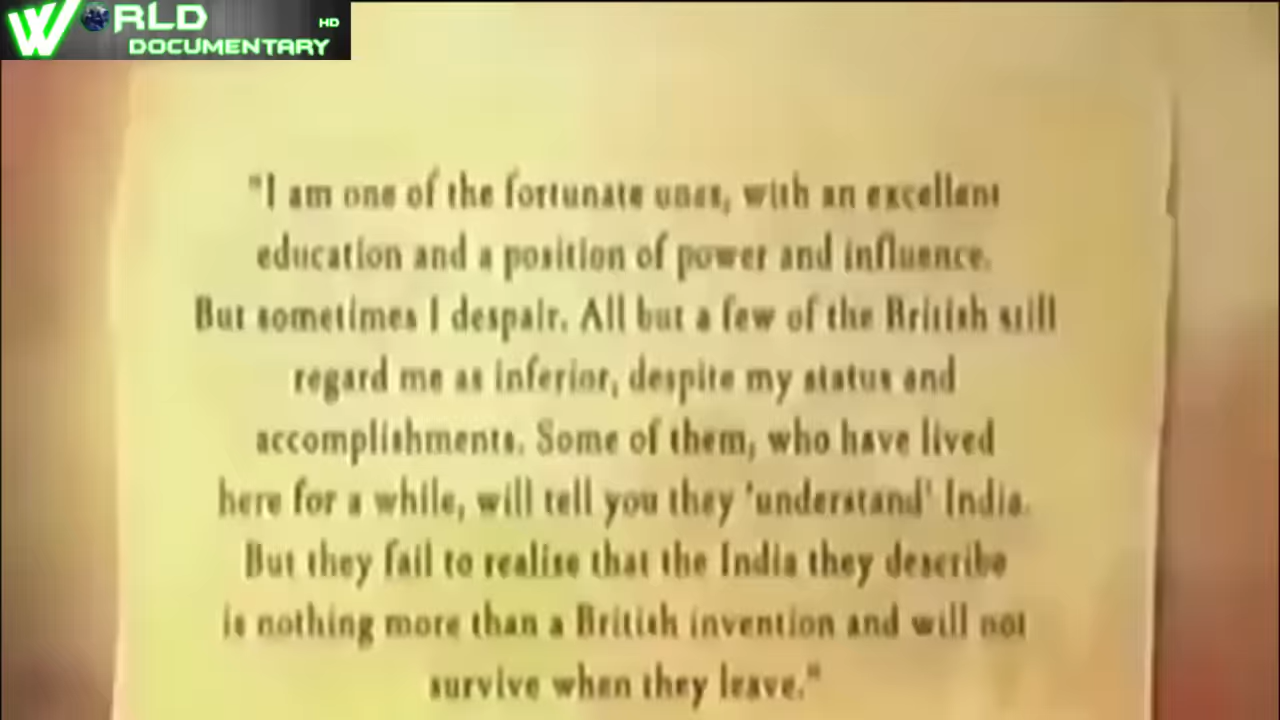 WORLD HD
DOCUMENTARY
"I am one of the fortunate ones, with an excellent
education and a position of power and influence.
But sometimes I despair. All but a few of the British still
regard me as inferior, despite my status and
accomplishments. Some of them, who have lived
here for a while, will tell you they 'understand' India.
But they fail to realise that the India they describe
is nothing more than a British invention and will not
survive when they leave."